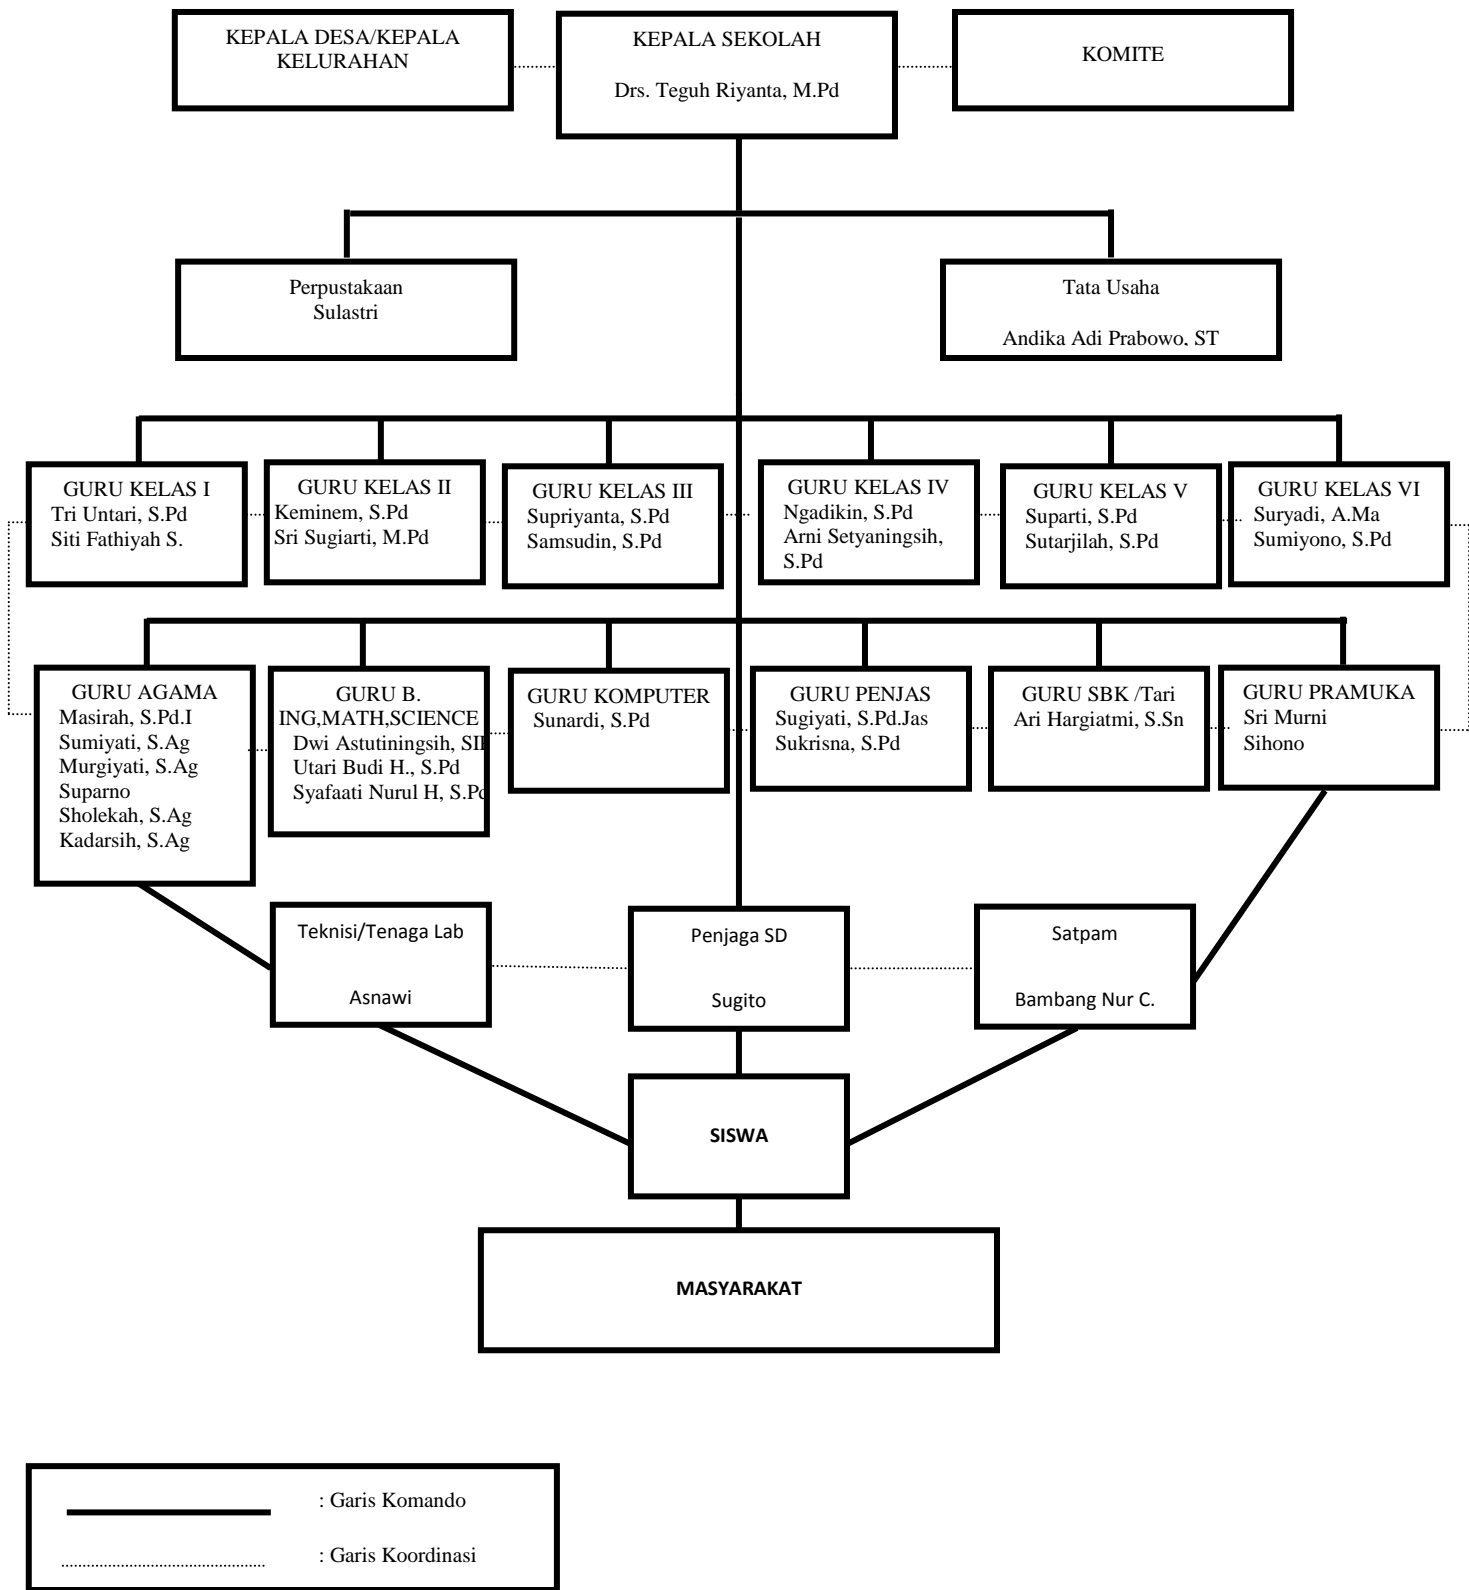 KEPALA DESA/KEPALA
KELURAHAN
KEPALA SEKOLAH
Drs. Teguh Riyanta, M.Pd
KOMITE
Perpustakaan
Sulastri
Tata Usaha
Andika Adi Prabowo, ST
GURU KELAS I
Tri Untari, S.Pd
Siti Fathiyah S.
GURU KELAS II
Keminem, S.Pd
Sri Sugiarti, M.Pd
GURU KELAS III
Supriyanta, S.Pd
Samsudin, S.Pd
GURU KELAS IV
Ngadikin, S.Pd
Arni Setyaningsih,
S.Pd
GURU KELAS V
Suparti, S.Pd
Sutarjilah, S.Pd
GURU KELAS VI
Suryadi, A.Ma
Sumiyono, S.Pd
GURU AGAMA
Masirah, S.Pd.I
Sumiyati, S.Ag
Murgiyati, S.Ag
Suparno
Sholekah, S.Ag
Kadarsih, S.Ag
GURU B.
ING,MATH,SCIENCE
Dwi Astutiningsih,
Utari Budi H., S.Pd
Syafaati Nurul H, S.Pd
GURU KOMPUTER
Sunardi, S.Pd
GURU PENJAS
Sugiyati, S.Pd.Jas
Sukrisna, S.Pd
GURU SBK /Tari
Ari Hargiatmi, S.Sn
GURU PRAMUKA
Sri Murni
Sihono
Teknisi/Tenaga Lab
Asnawi
Penjaga SD
Sugito
Satpam
Bambang Nur C.
SISWA
MASYARAKAT
: Garis Komando
: Garis Koordinasi